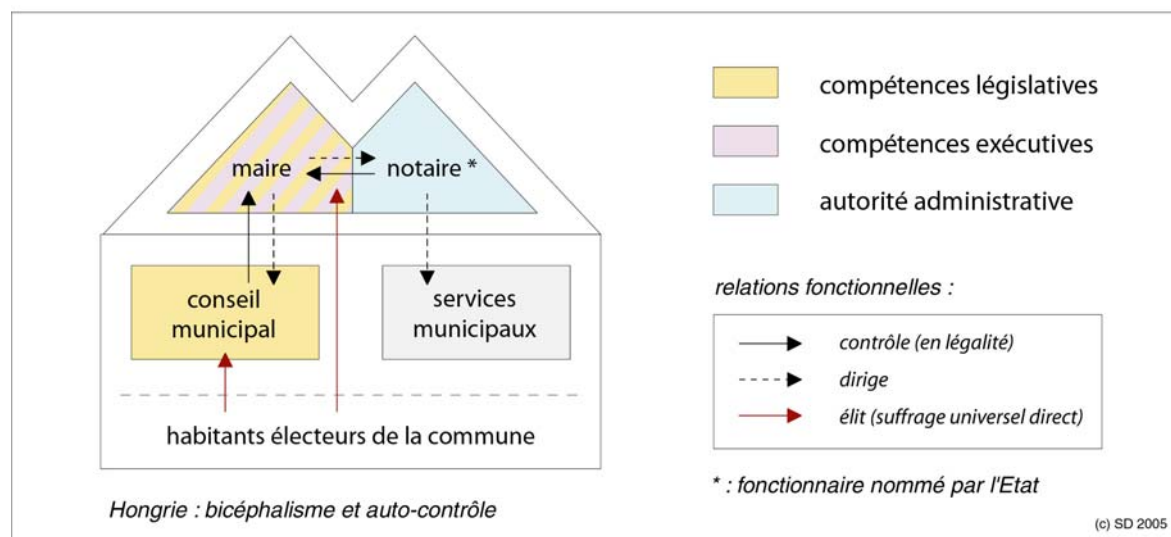 maire
notaire *
conseil
municipal
services
municipaux
habitants électeurs de la commune
Hongrie : bicéphalisme et auto-contrôle
compétences législatives
compétences exécutives
autorité administrative
relations fonctionnelles :
contrôle (en légalité)
dirige
élit (suffrage universel direct)
* : fonctionnaire nommé par l'Etat
(c) SD 2005